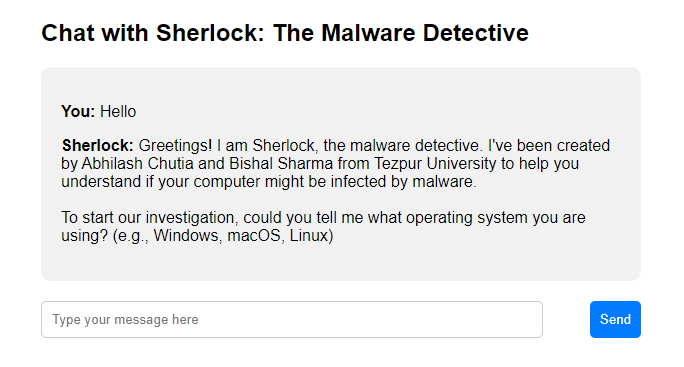 Chat with Sherlock: The Malware Detective
You: Hello
Sherlock: Greetings! I am Sherlock, the malware detective. I've been created
by Abhilash Chutia and Bishal Sharma from Tezpur University to help you
understand if your computer might be infected by malware.
To start our investigation, could you tell me what operating system you are
using? (e.g., Windows, macOS, Linux)
Type your message here
Send